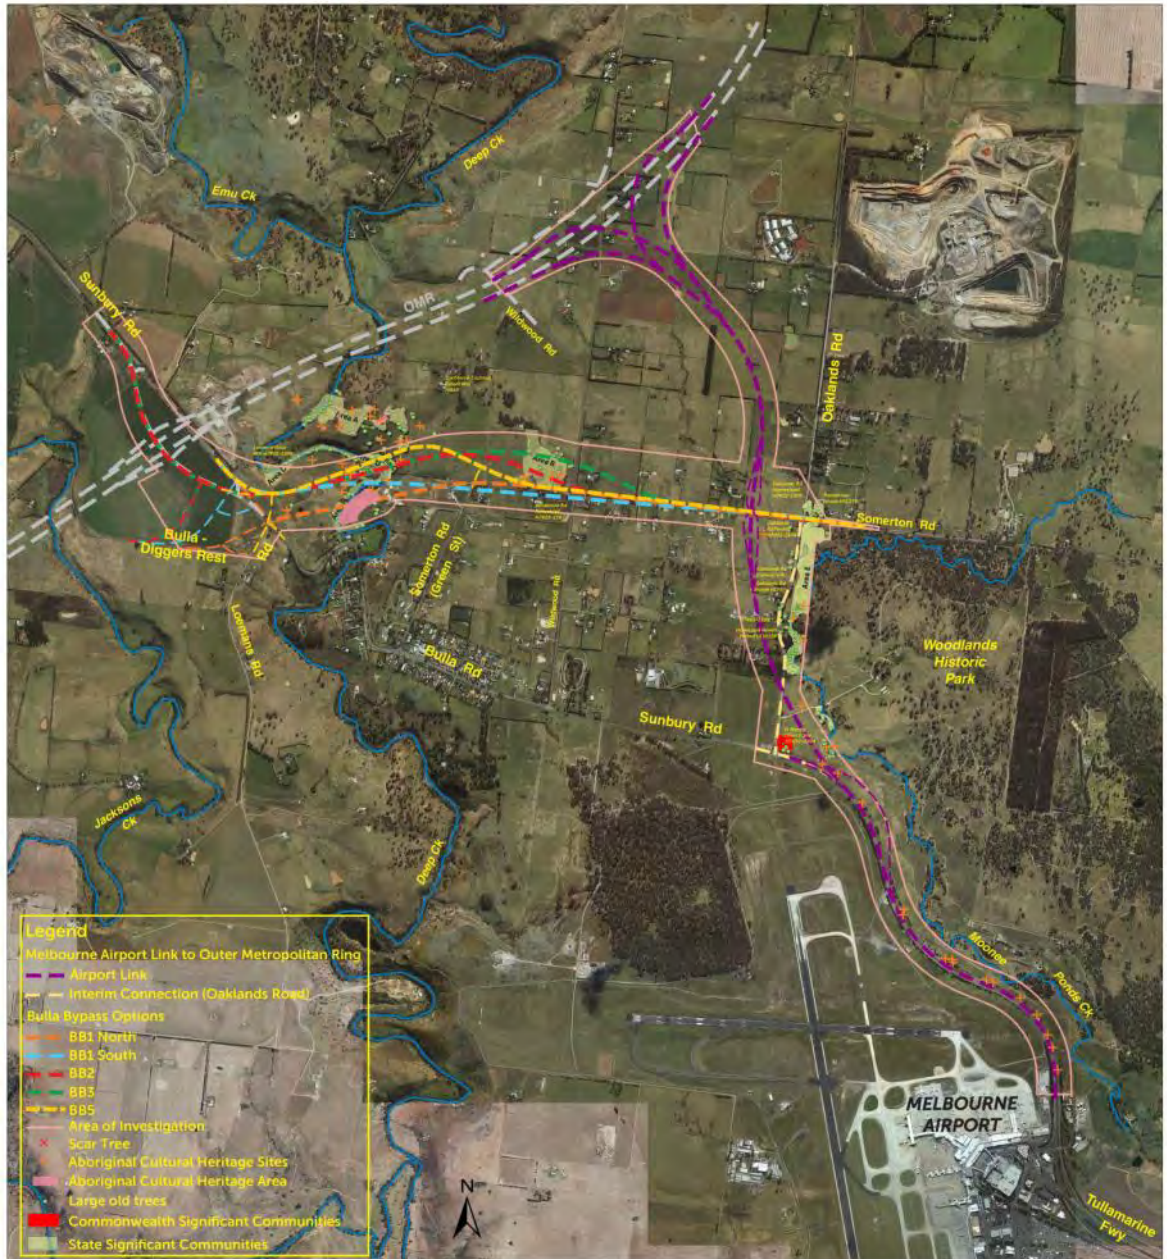 Emu Ck
Deep Ck
Sunbury Rd
OMR
Wildwood Rd
Oaklands Rd
Area A
Area B
Somerton Rd
Bulla -
Diggers Rest
Rd
Somerton Rd
(Green St)
Wildwood Rd
Loemans Rd
Bulla Rd
Woodlands
Historic
Park
Sunbury Rd
Jacksons
Ck
Deep Ck
Moonee
Ponds Ck
MELBOURNE
AIRPORT
Tullamarine
Fwy
N
Legend
Melbourne Airport Link to Outer Metropolitan Ring
Airport Link
Interim Connection (Oaklands Road)
Bulla Bypass Options
BB1 North
BB1 South
BB2
BB3
BB5
Area of Investigation
Scar Tree
Aboriginal Cultural Heritage Sites
Aboriginal Cultural Heritage Area
Large old trees
Commonwealth Significant Communities
State Significant Communities